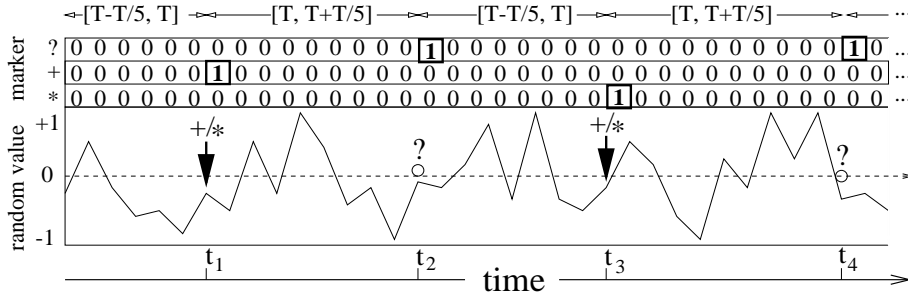 [T-T/5, T] [T, T+T/5] [T-T/5, T] [T, T+T/5] ...
marker
? 0 0 0 0 0 0 0 0 0 0 0 0 0 0 0 1 0 0 0 0 0 0 0 0 0 0 0 0 0 0 0 0 0 1 0 ...
+ 0 0 0 0 0 0 1 0 0 0 0 0 0 0 0 0 0 0 0 0 0 0 0 0 0 0 0 0 0 0 0 0 0 0 0 ...
* 0 0 0 0 0 0 0 0 0 0 0 0 0 0 0 0 0 0 0 0 0 0 0 1 0 0 0 0 0 0 0 0 0 0 0 ...
random value
+1 +/* ? +/* ?
0
-1
t1 t2 t3 t4
time